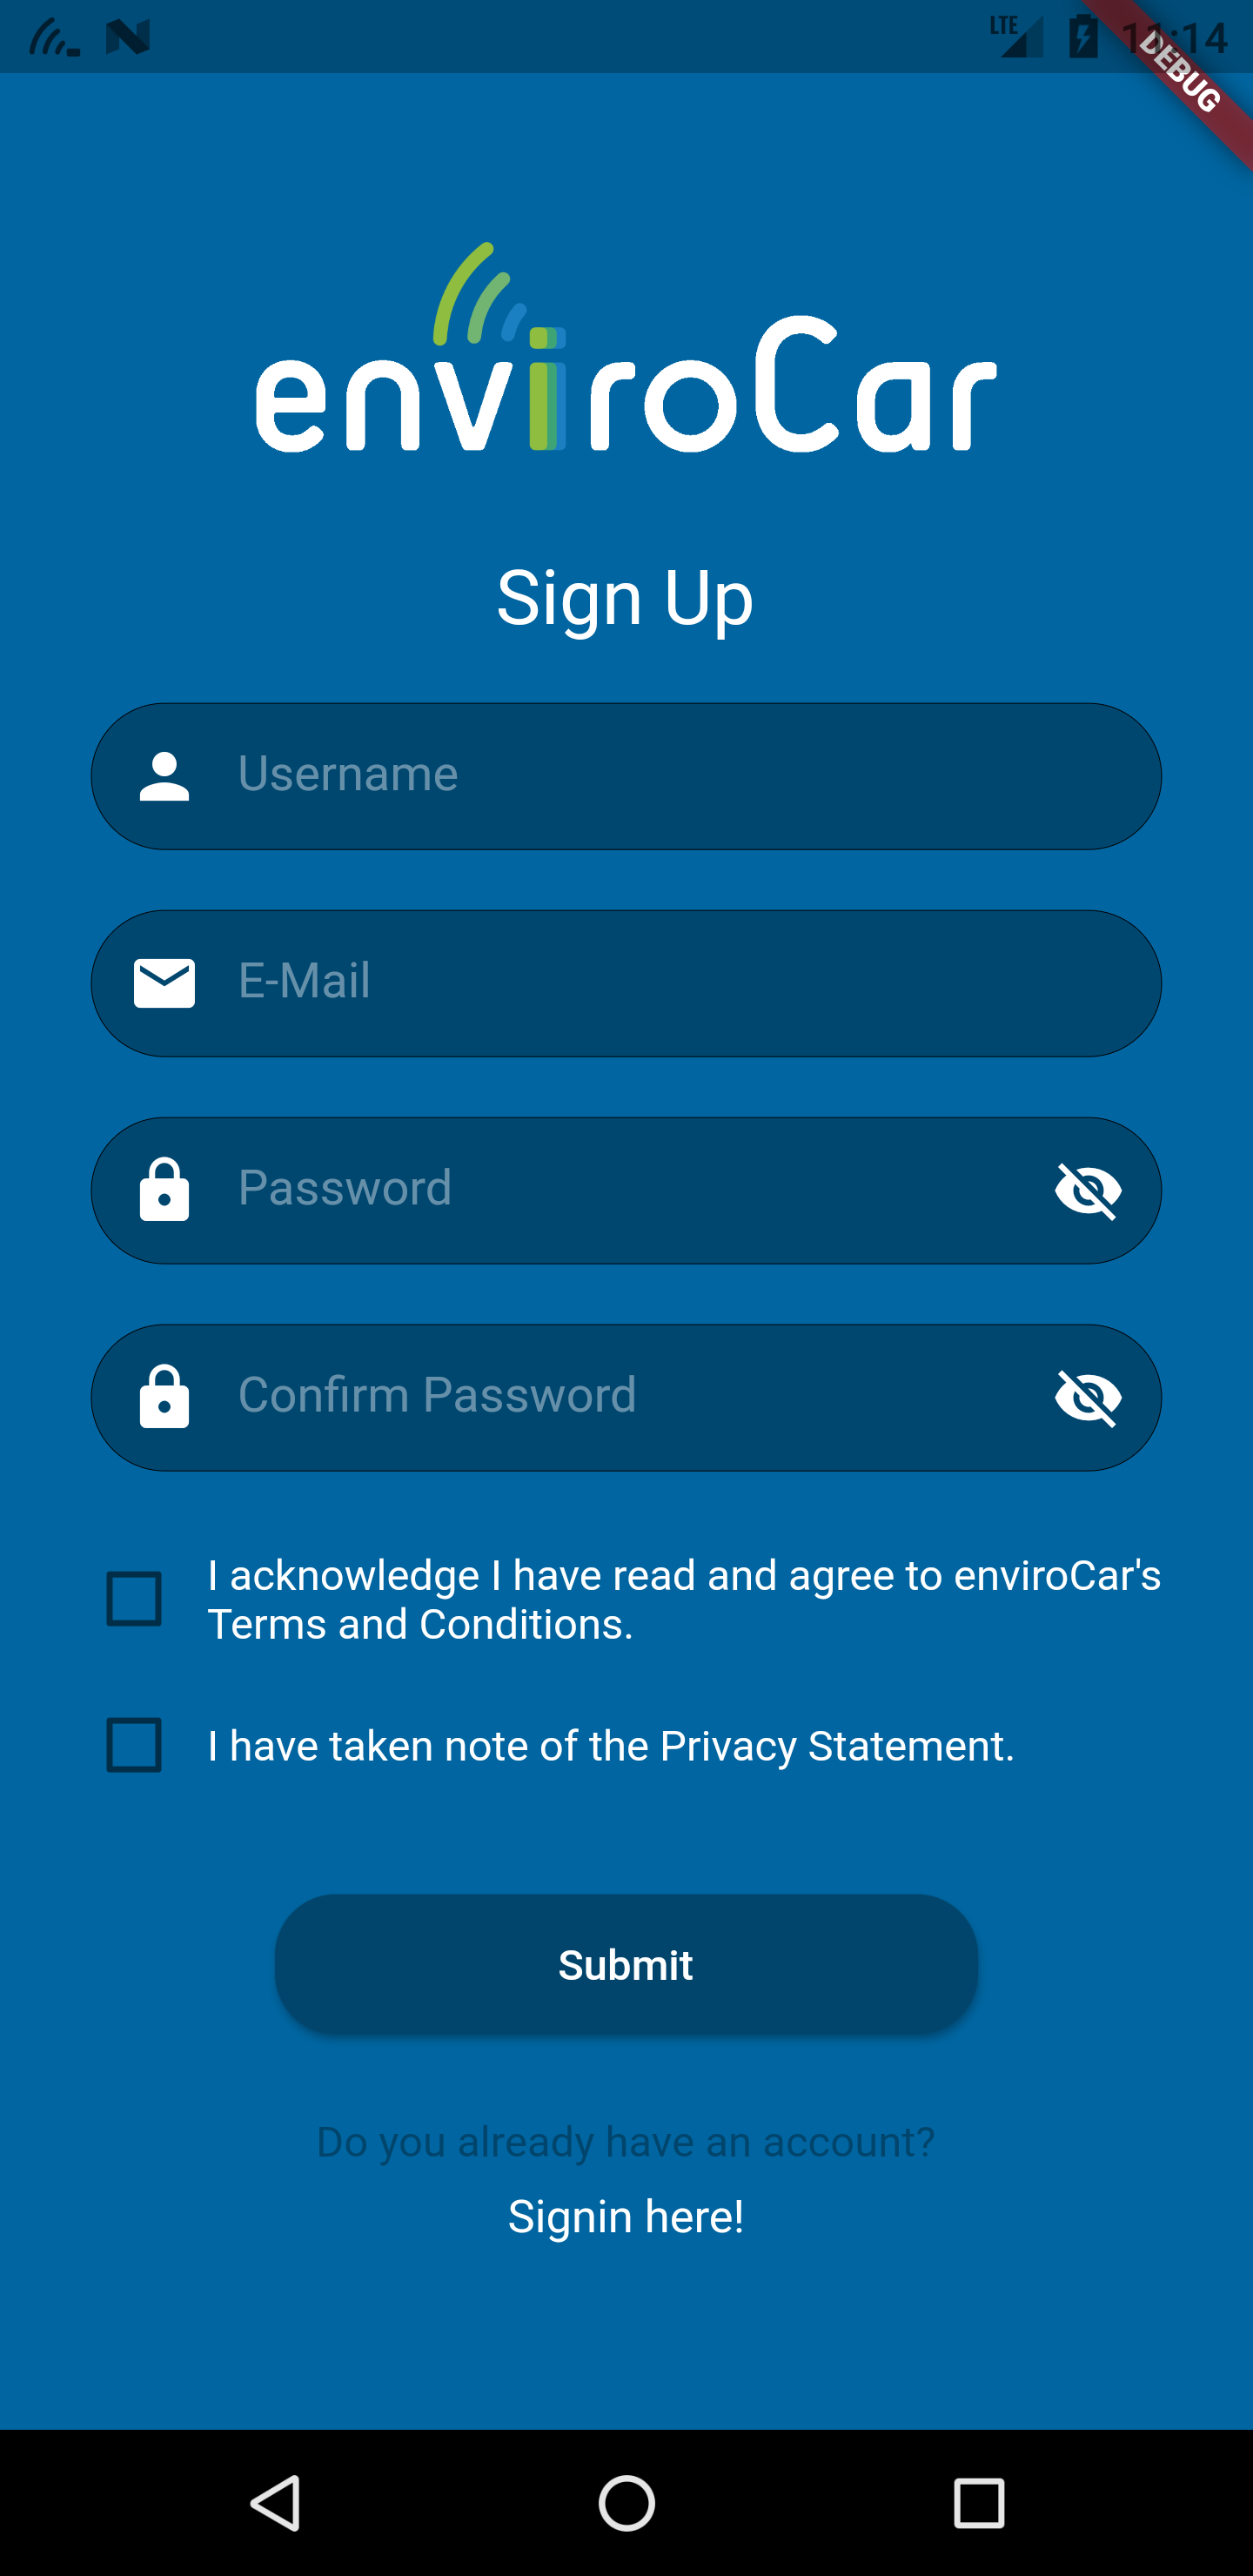 LTE 11:14
DEBUG
enviroCar
Sign Up
Username
E-Mail
Password
Confirm Password
I acknowledge I have read and agree to enviroCar's
Terms and Conditions.
I have taken note of the Privacy Statement.
Submit
Do you already have an account?
Signin here!